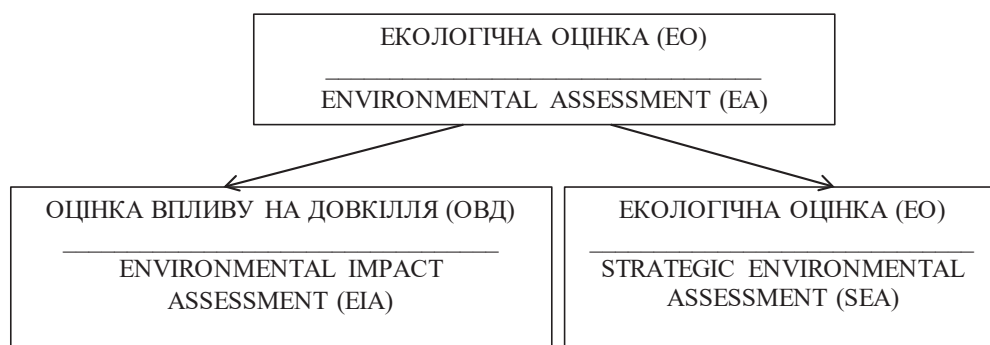 ЕКОЛОГІЧНА ОЦІНКА (ЕО)
ENVIRONMENTAL ASSESSMENT (EA)
ОЦІНКА ВПЛИВУ НА ДОВКІЛЛЯ (ОВД)
ENVIRONMENTAL IMPACT
ASSESSMENT (EIA)
ЕКОЛОГІЧНА ОЦІНКА (ЕО)
STRATEGIC ENVIRONMENTAL
ASSESSMENT (SEA)